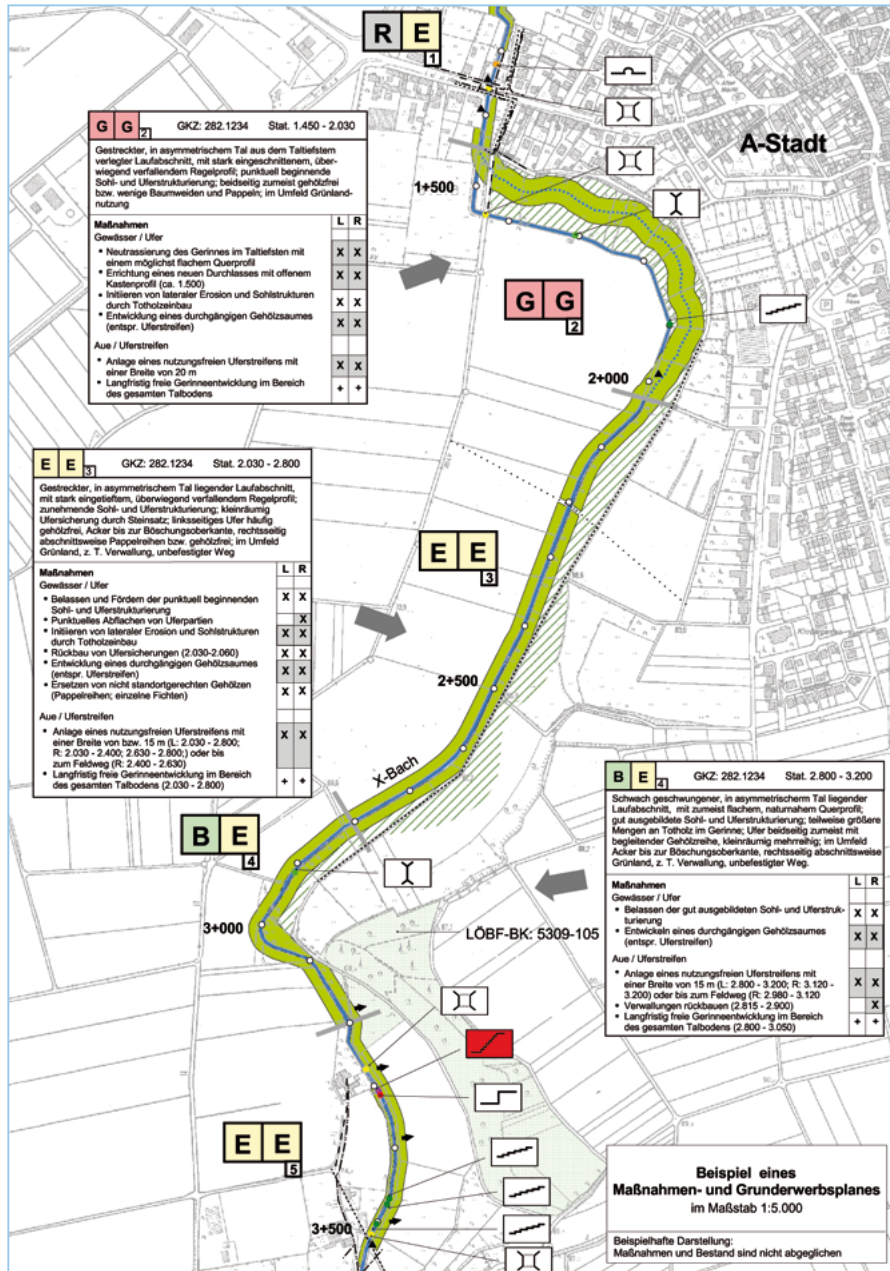 R E
1
A-Stadt
G G 2 GKZ: 282.1234 Stat. 1.450 - 2.030
Gestreckter, in asymmetrischem Tal aus dem Taltiefstem
verlegter Laufabschnitt, mit stark eingeschnittenem, über-
wiegend verfallendem Regelprofil; punktuell beginnende
Sohl- und Uferstrukturierung; beidseitig zumeist gehölzfrei
bzw. wenige Baumweiden und Pappeln; im Umfeld Grünland-
nutzung
Maßnahmen L R
Gewässer / Ufer
• Neutrassierung des Gerinnes im Taltiefsten mit X X
einem möglichst flachem Querprofil
• Errichtung eines neuen Durchlasses mit offenem X X
Kastenprofil (ca. 1.500)
• Initiieren von lateraler Erosion und Sohlstrukturen X X
durch Totholzeinbau
• Entwicklung eines durchgängigen Gehölzsaumes X X
(entspr. Uferstreifen)
Aue / Uferstreifen
• Anlage eines nutzungsfreien Uferstreifens mit X X
einer Breite von 20 m
• Langfristig freie Gerinneentwicklung im Bereich + +
des gesamten Talbodens
1+500
G G
2
2+000
E E 3 GKZ: 282.1234 Stat. 2.030 - 2.800
Gestreckter, in asymmetrischem Tal liegender Laufabschnitt,
mit stark eingetieftem, überwiegend verfallendem Regelprofil;
zunehmende Sohl- und Uferstrukturierung; kleinräumig
Ufersicherung durch Steinsatz; linksseitiges Ufer häufig
gehölzfrei, Acker bis zur Böschungsoberkante, rechtsseitig
abschnittsweise Pappelreihen bzw. gehölzfrei; im Umfeld
Grünland, z. T. Verwallung, unbefestigter Weg
Maßnahmen L R
Gewässer / Ufer
• Belassen und Fördern der punktuell beginnenden X X
Sohl- und Uferstrukturierung
• Punktuelles Abflachen von Uferpartien X
• Initiieren von lateraler Erosion und Sohlstrukturen X X
durch Totholzeinbau
• Rückbau von Ufersicherungen (2.030-2.060) X X
• Entwicklung eines durchgängigen Gehölzsaumes X X
(entspr. Uferstreifen)
• Ersetzen von nicht standortgerechten Gehölzen X X
(Pappelreihen; einzelne Fichten)
Aue / Uferstreifen
• Anlage eines nutzungsfreien Uferstreifens mit X X
einer Breite von bzw. 15 m (L: 2.030 - 2.800;
R: 2.030 - 2.400; 2.630 - 2.800;) oder bis
zum Feldweg (R: 2.400 - 2.630)
• Langfristig freie Gerinneentwicklung im Bereich + +
des gesamten Talbodens (2.030 - 2.800)
E E
3
2+500
X-Bach
B E
4
3+000
B E 4 GKZ: 282.1234 Stat. 2.800 - 3.200
Schwach geschwungener, in asymmetrischerm Tal liegender
Laufabschnitt, mit zumeist flachem, naturnahem Querprofil;
gut ausgebildete Sohl- und Uferstrukturierung; teilweise größere
Mengen an Totholz im Gerinne; Ufer beidseitig zumeist mit
begleitender Gehölzreihe, kleinräumig mehrreihig; im Umfeld
Acker bis zur Böschungsoberkante, rechtsseitig abschnittsweise
Grünland, z. T. Verwallung, unbefestigter Weg.
Maßnahmen L R
Gewässer / Ufer
• Belassen der gut ausgebildeten Sohl- und Uferstruk- X X
turierung
• Entwickeln eines durchgängigen Gehölzsaumes X X
(entspr. Uferstreifen)
Aue / Uferstreifen
• Anlage eines nutzungsfreien Uferstreifens mit X X
einer Breite von 15 m (L: 2.800 - 3.200; R: 3.120 -
3.200) oder bis zum Feldweg (R: 2.980 - 3.120
• Verwallungen rückbauen (2.815 - 2.900) X
• Langfristig freie Gerinneentwicklung im Bereich + +
des gesamten Talbodens (2.800 - 3.050)
LÖBF-BK: 5309-105
E E
5
3+500
Beispiel eines
Maßnahmen- und Grunderwerbsplanes
im Maßstab 1:5.000
Beispielhafte Darstellung:
Maßnahmen und Bestand sind nicht abgeglichen